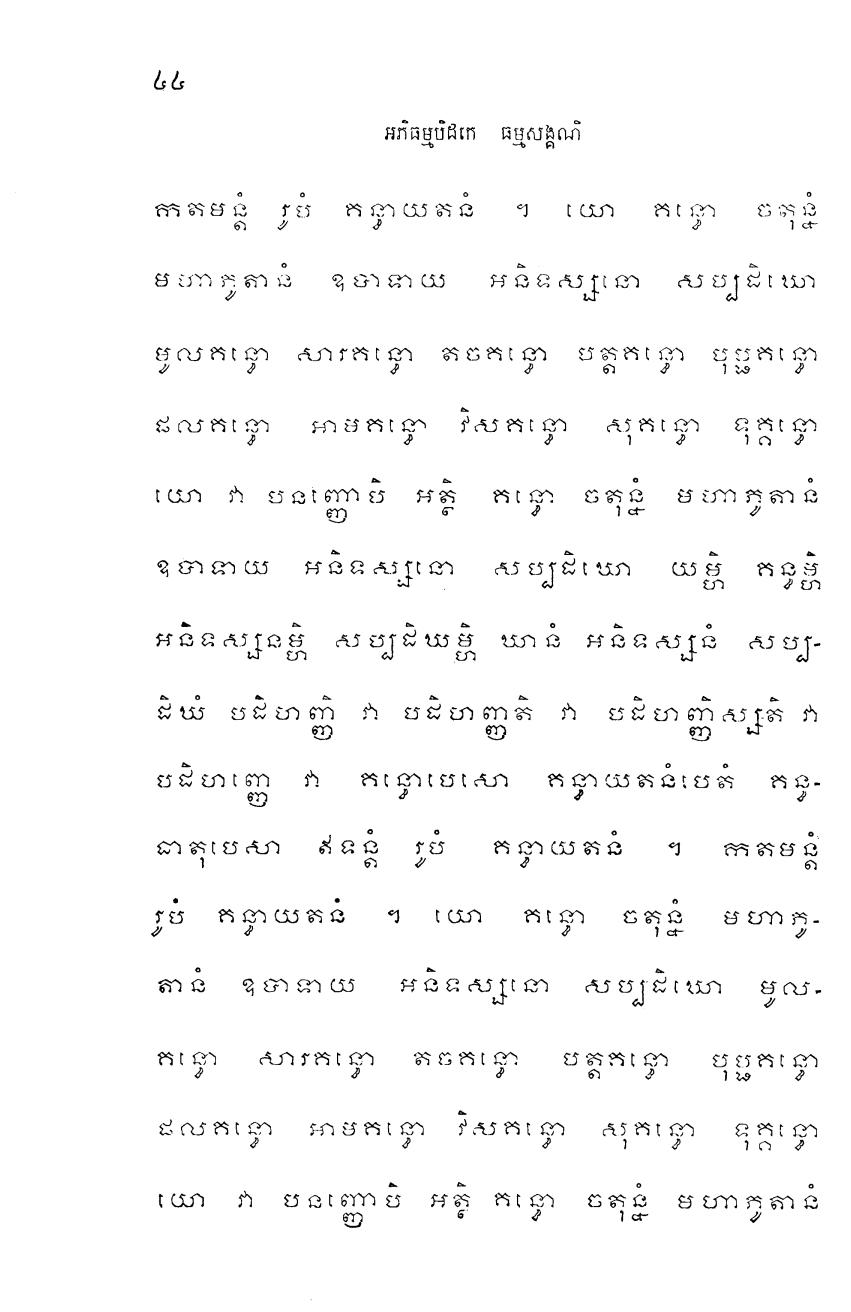 ៤៤
អភិធម្មបិដកេ ធម្មសង្គណិ
កតមន្តំ រូបំ គន្ធាយតនំ ។ យោ គន្ធោ ចតុន្នំ
មហាភូតានំ ឧបាទាយ អនិទស្សនោ សប្បដិឃោ
មូលគន្ធោ សារគន្ធោ តចគន្ធោ បត្តគន្ធោ បុប្ផគន្ធោ
ផលគន្ធោ អាមគន្ធោ វិសគន្ធោ សុគន្ធោ ទុគ្គន្ធោ
យោ វា បនញ្ញោបិ អត្ថិ គន្ធោ ចតុន្នំ មហាភូតានំ
ឧបាទាយ អនិទស្សនោ សប្បដិឃោ យម្ហិ គន្ធម្ហិ
អនិទស្សនម្ហិ សប្បដិឃម្ហិ ឃានំ អនិទស្សនំ សប្ប-
ដិឃំ បដិហញ្ញិ វា បដិហញ្ញតិ វា បដិហញ្ញិស្សតិ វា
បដិហញ្ញេ វា គន្ធោបេសោ គន្ធាយតនំបេតំ គន្ធ-
ធាតុបេសា ឥទន្តំ រូបំ គន្ធាយតនំ ។ កតមន្តំ
រូបំ គន្ធាយតនំ ។ យោ គន្ធោ ចតុន្នំ មហាភូ-
តានំ ឧបាទាយ អនិទស្សនោ សប្បដិឃោ មូល-
គន្ធោ សារគន្ធោ តចគន្ធោ បត្តគន្ធោ បុប្ផគន្ធោ
ផលគន្ធោ អាមគន្ធោ វិសគន្ធោ សុគន្ធោ ទុគ្គន្ធោ
យោ វា បនញ្ញោបិ អត្ថិ គន្ធោ ចតុន្នំ មហាភូតានំ